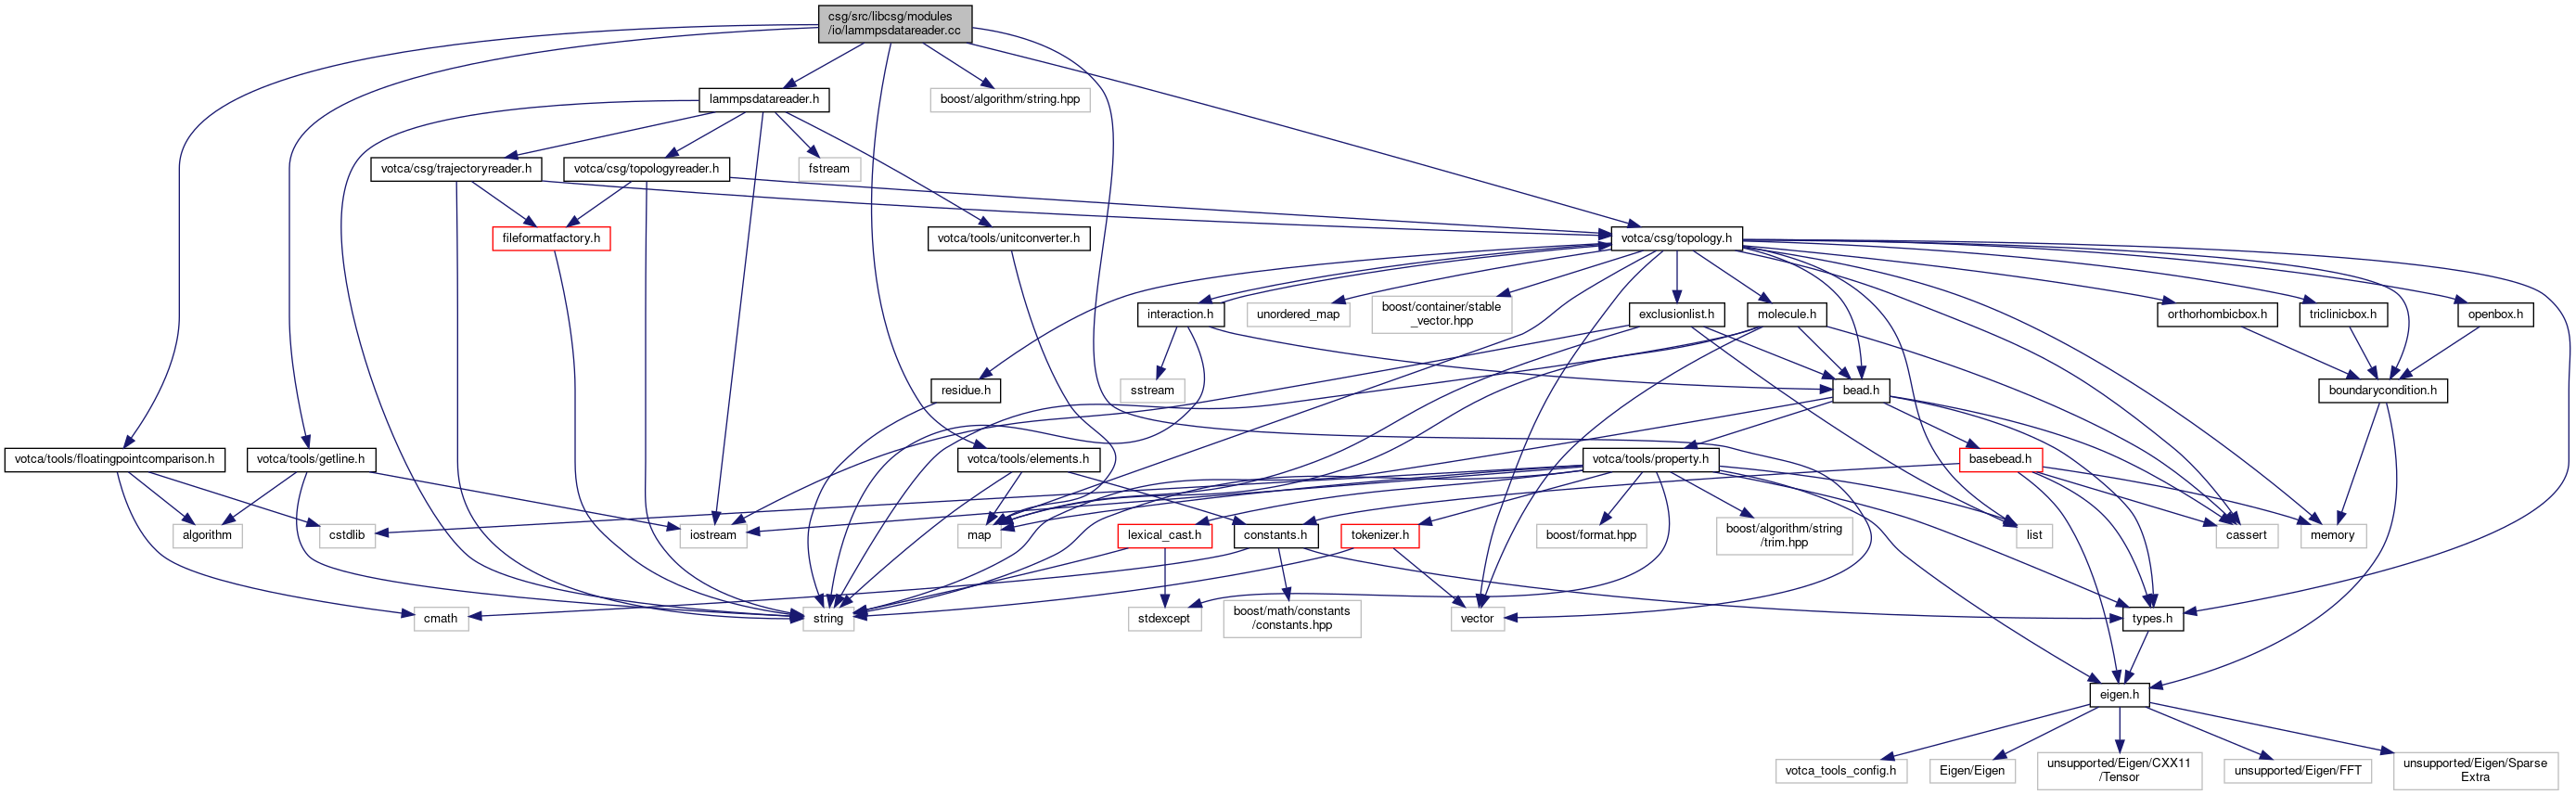 csg/src/libcsg/modules
/io/lammpsdatareader.cc
lammpsdatareader.h
boost/algorithm/string.hpp
votca/csg/trajectoryreader.h
votca/csg/topologyreader.h
fstream
fileformatfactory.h
votca/tools/unitconverter.h
votca/csg/topology.h
interaction.h
unordered_map
boost/container/stable
_vector.hpp
exclusionlist.h
molecule.h
orthorhombicbox.h
triclinicbox.h
openbox.h
residue.h
sstream
bead.h
boundarycondition.h
votca/tools/floatingpointcomparison.h
votca/tools/getline.h
votca/tools/elements.h
votca/tools/property.h
basebead.h
algorithm
cstdlib
iostream
map
lexical_cast.h
constants.h
tokenizer.h
boost/format.hpp
boost/algorithm/string
/trim.hpp
list
cassert
memory
cmath
string
stdexcept
boost/math/constants
/constants.hpp
vector
types.h
eigen.h
votca_tools_config.h
Eigen/Eigen
unsupported/Eigen/CXX11
/Tensor
unsupported/Eigen/FFT
unsupported/Eigen/Sparse
Extra